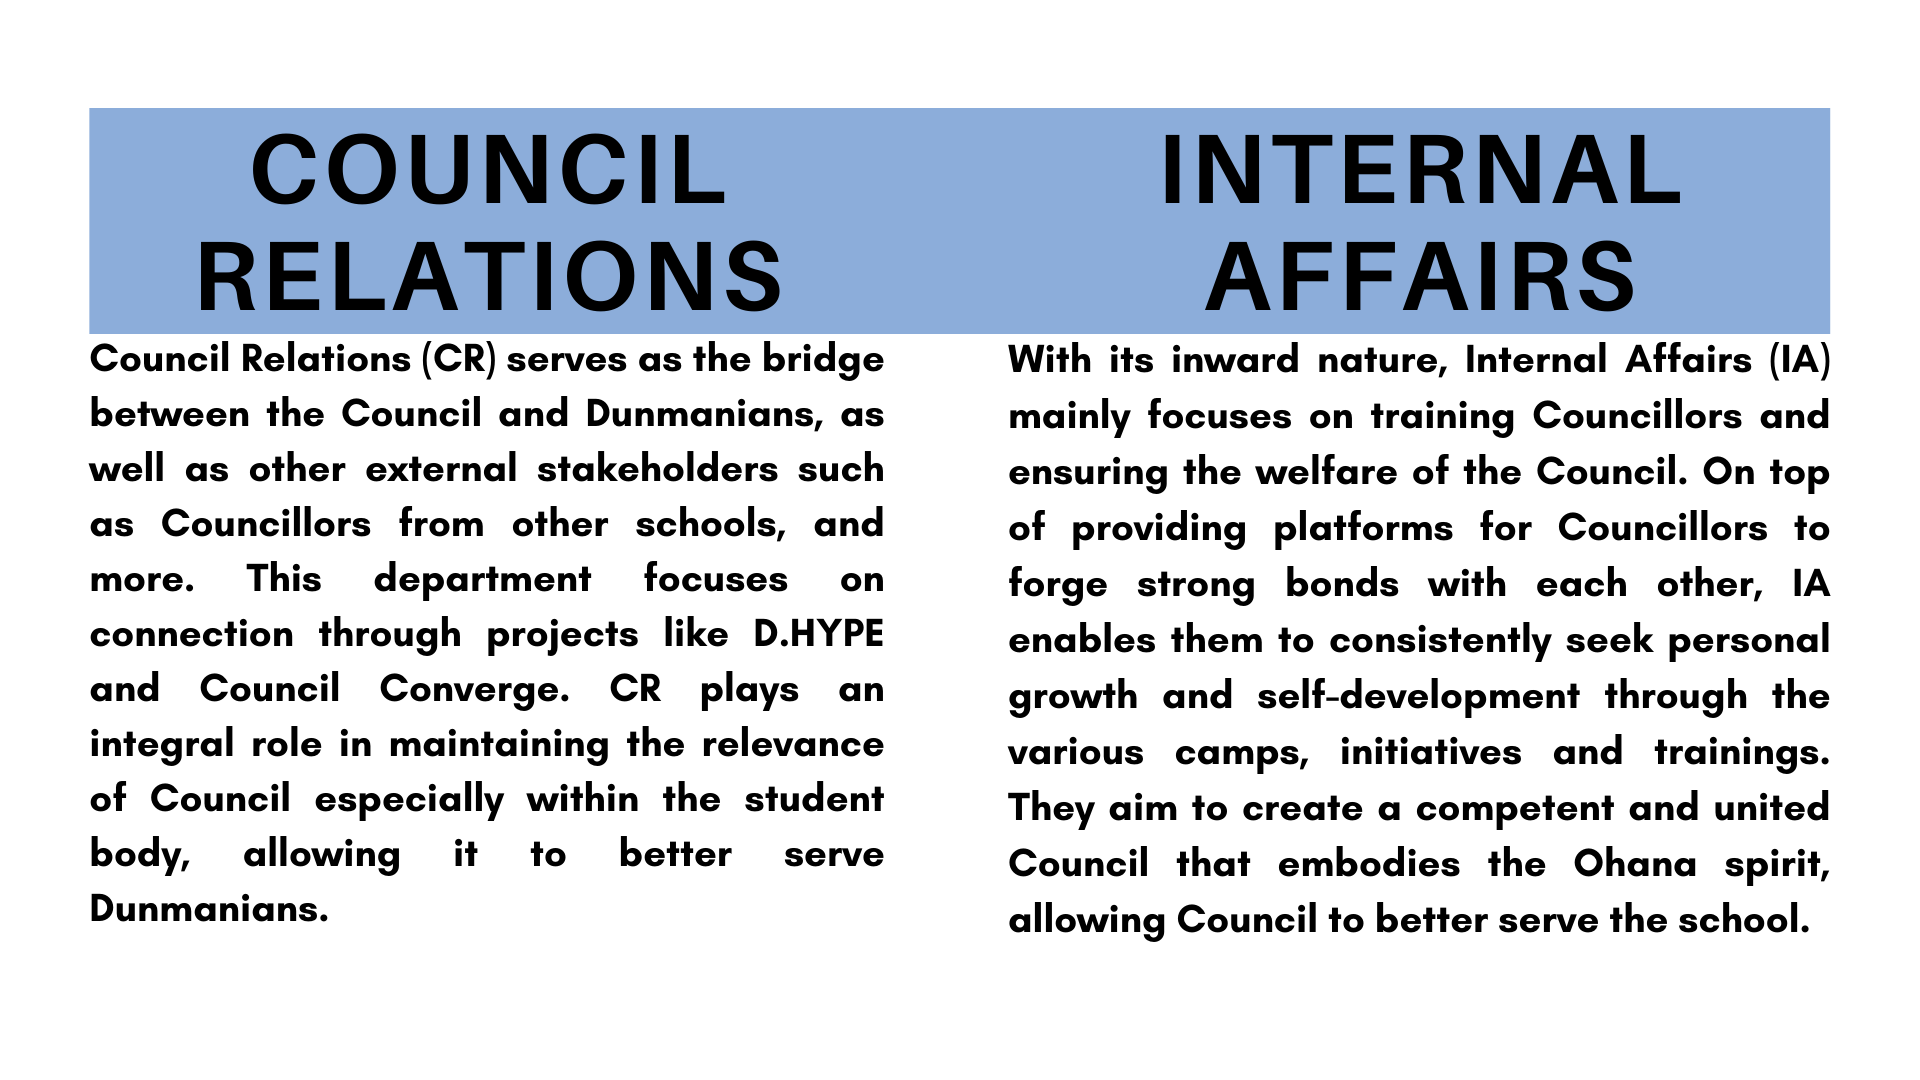 COUNCIL
RELATIONS
Council Relations (CR) serves as the bridge
between the Council and Dunmanians, as
well as other external stakeholders such
as Councillors from other schools, and
more. This department focuses on
connection through projects like D.HYPE
and Council Converge. CR plays an
integral role in maintaining the relevance
of Council especially within the student
body, allowing it to better serve
Dunmanians.
INTERNAL
AFFAIRS
With its inward nature, Internal Affairs (IA)
mainly focuses on training Councillors and
ensuring the welfare of the Council. On top
of providing platforms for Councillors to
forge strong bonds with each other, IA
enables them to consistently seek personal
growth and self-development through the
various camps, initiatives and trainings.
They aim to create a competent and united
Council that embodies the Ohana spirit,
allowing Council to better serve the school.